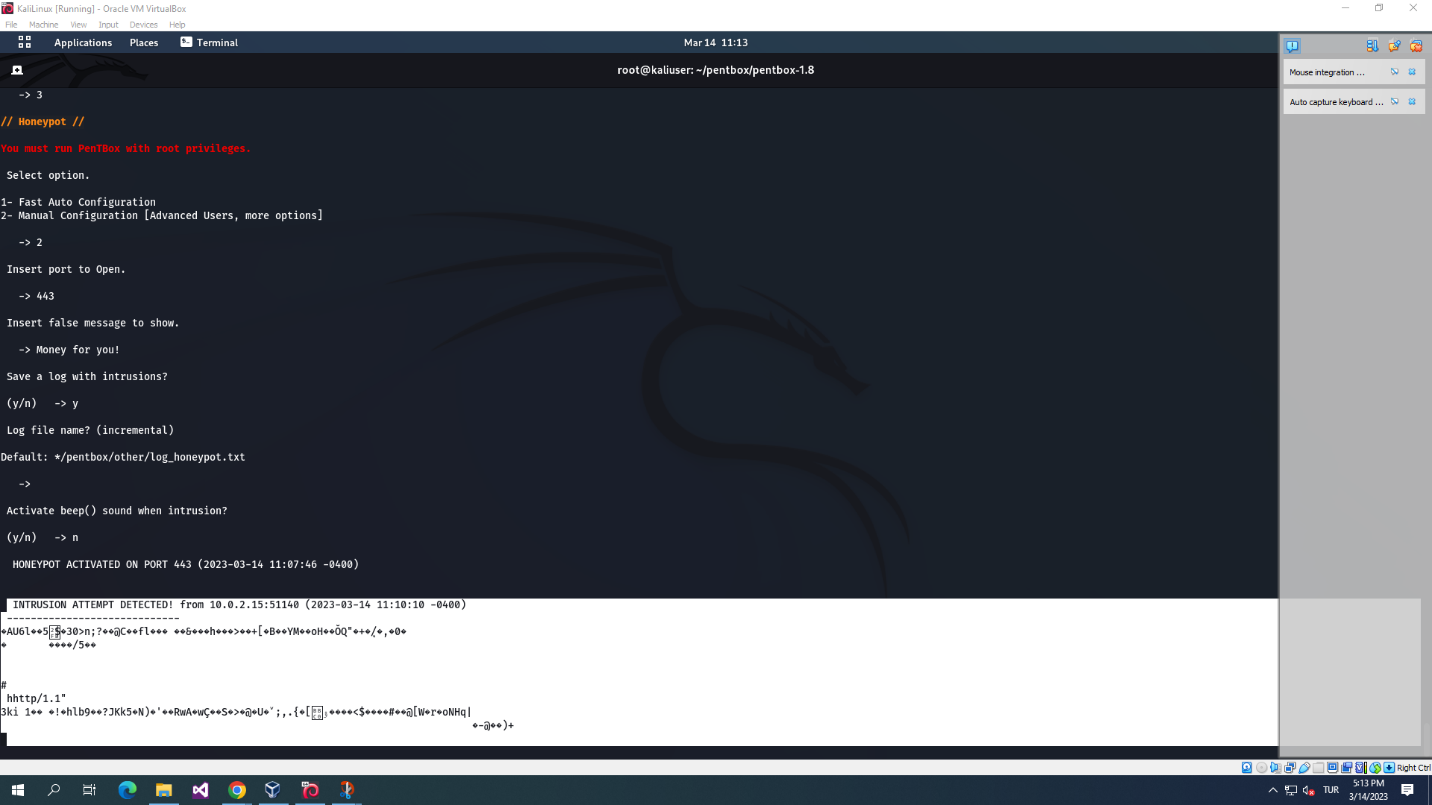 KaliLinux [Running] - Oracle VM VirtualBox
File Machine View Input Devices Help
Applications Places Terminal Mar 14 11:13
root@kaliuser: ~/pentbox/pentbox-1.8
Mouse integration ...
Auto capture keyboard ...
-> 3
// Honeypot //
You must run PenTBox with root privileges.
Select option.
1- Fast Auto Configuration
2- Manual Configuration [Advanced Users, more options]
-> 2
Insert port to Open.
-> 443
Insert false message to show.
-> Money for you!
Save a log with intrusions?
(y/n) -> y
Log file name? (incremental)
Default: */pentbox/other/log_honeypot.txt
->
Activate beep() sound when intrusion?
(y/n) -> n
HONEYPOT ACTIVATED ON PORT 443 (2023-03-14 11:07:46 -0400)
INTRUSION ATTEMPT DETECTED! from 10.0.2.15:51140 (2023-03-14 11:10:10 -0400)
-----------------------------
#
hhttp/1.1"
Right Ctrl
TUR
5:13 PM
3/14/2023